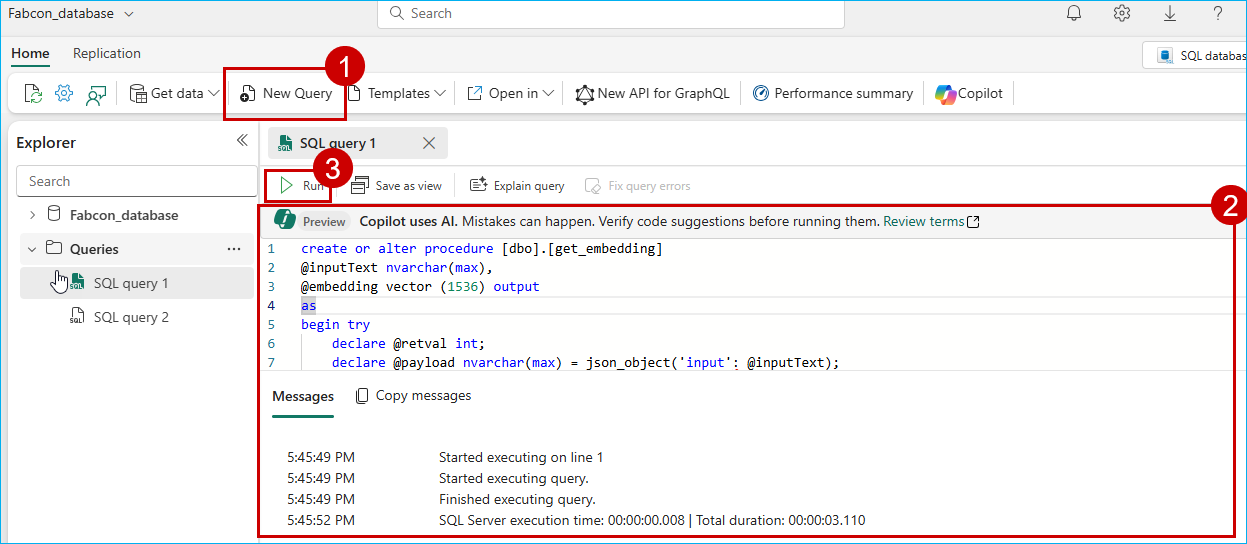 Fabcon_database
Search
Home Replication
SQL databas
1
Get data New Query Templates Open in New API for GraphQL Performance summary Copilot
Explorer
Search
Fabcon_database
Queries
SQL query 1
SQL query 2
SQL query 1
3
Run Save as view Explain query Fix query errors
2
Preview Copilot uses AI. Mistakes can happen. Verify code suggestions before running them. Review terms
1 create or alter procedure [dbo].[get_embedding]
2 @inputText nvarchar(max),
3 @embedding vector (1536) output
4 as
5 begin try
6 declare @retval int;
7 declare @payload nvarchar(max) = json_object('input': @inputText);
Messages Copy messages
5:45:49 PM Started executing on line 1
5:45:49 PM Started executing query.
5:45:49 PM Finished executing query.
5:45:52 PM SQL Server execution time: 00:00:00.008 | Total duration: 00:00:03.110